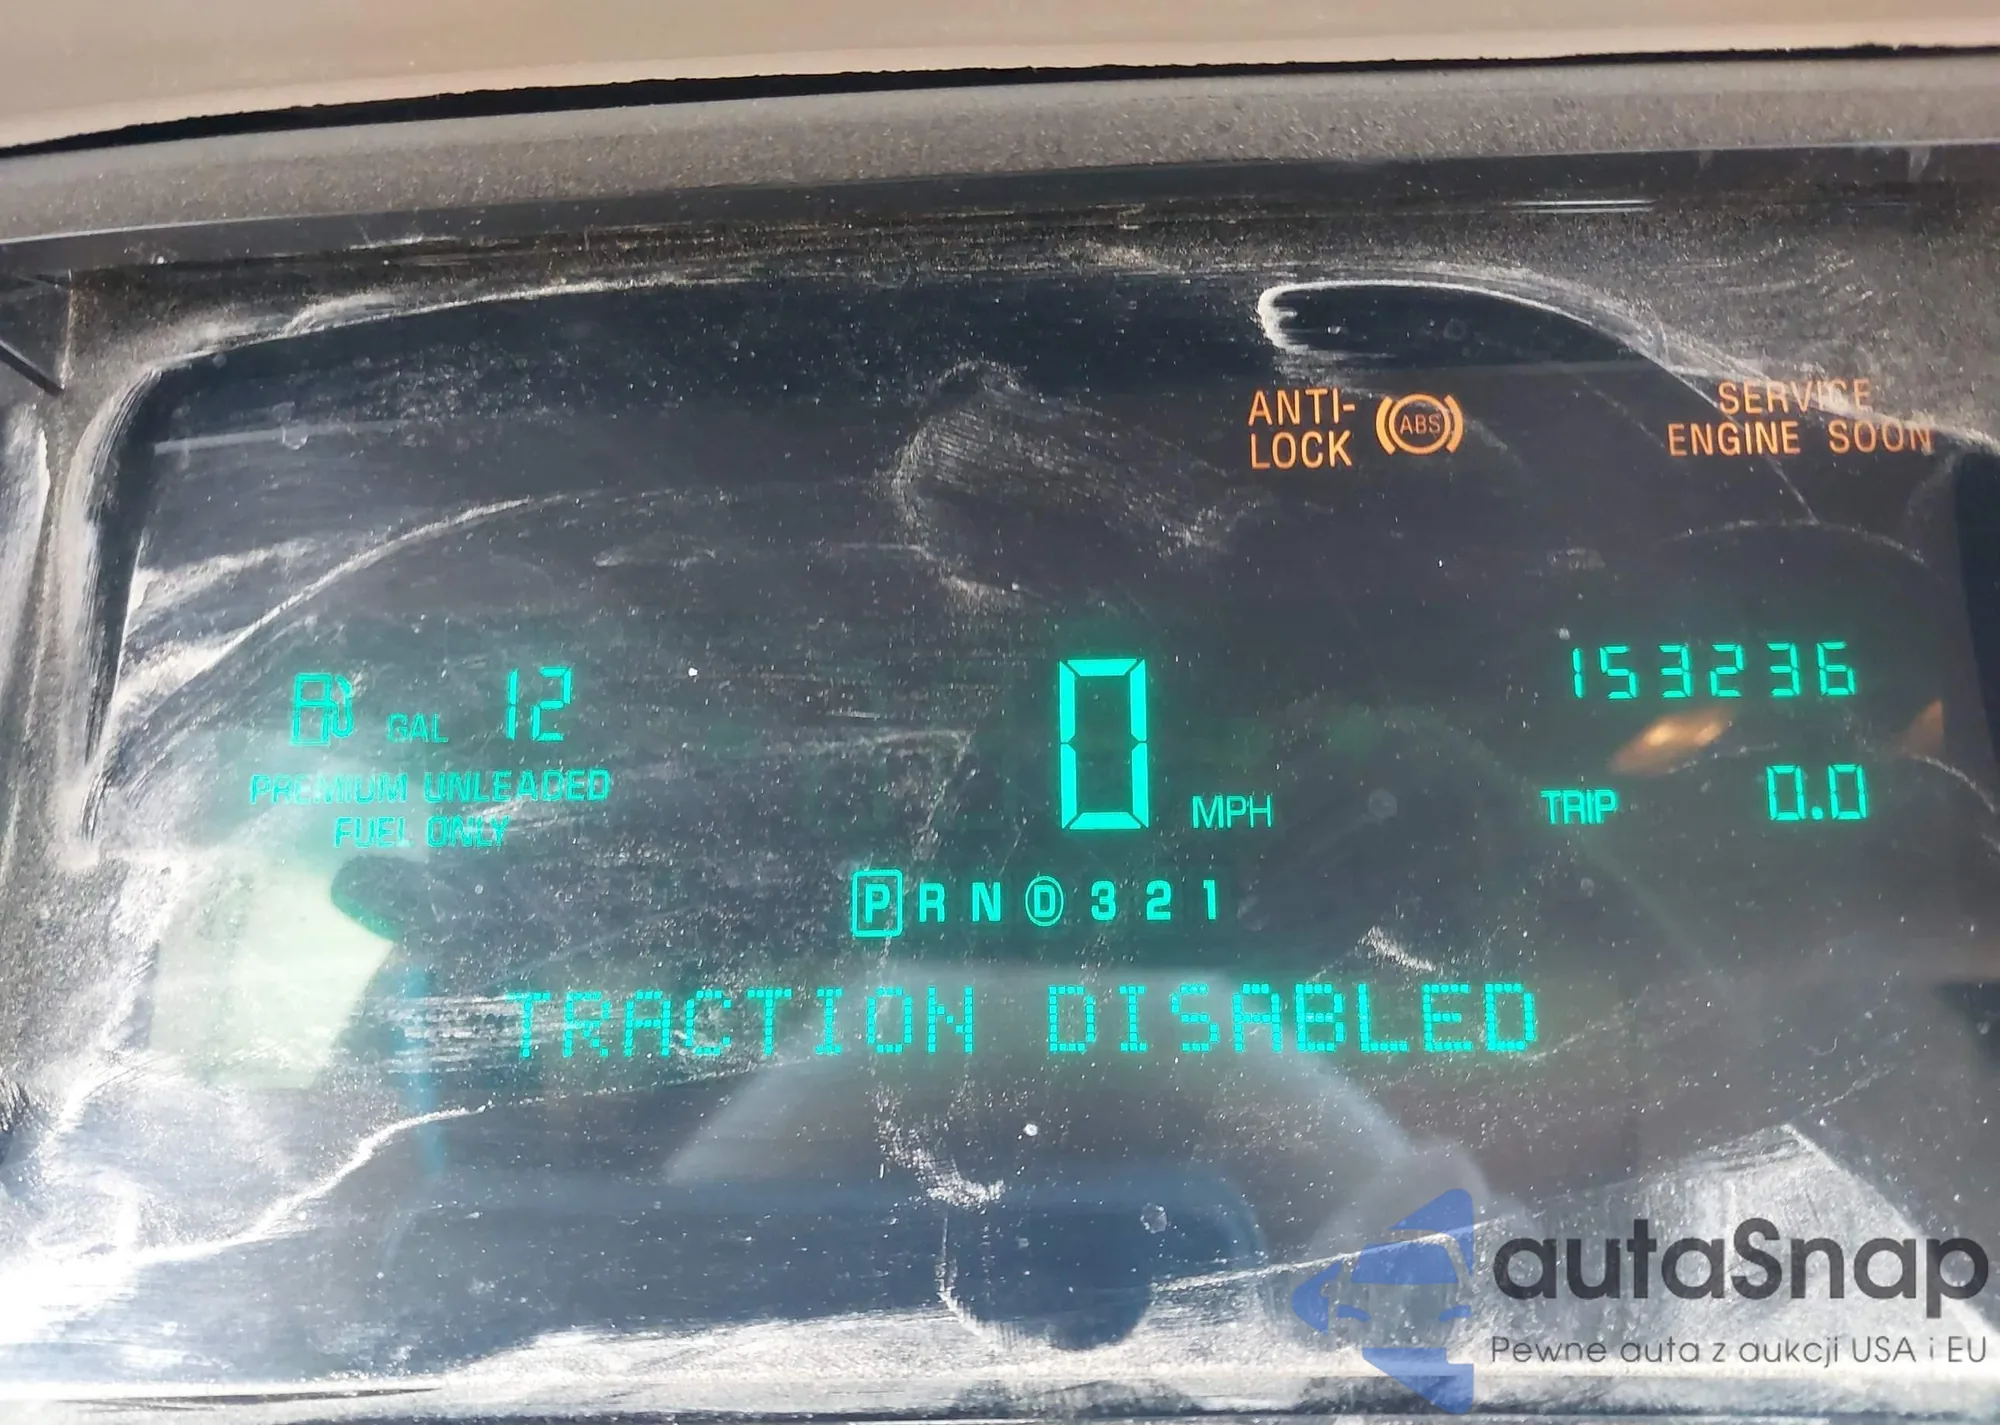 ANTI-
LOCK
ABS
SERVICE
ENGINE SOON
153236
GAL 12
PREMIUM UNLEADED
FUEL ONLY
0 MPH
TRIP 0.0
P R N D 3 2 1
TRACTION DISABLED
autaSnap
Pewne auta z aukcji USA i EU